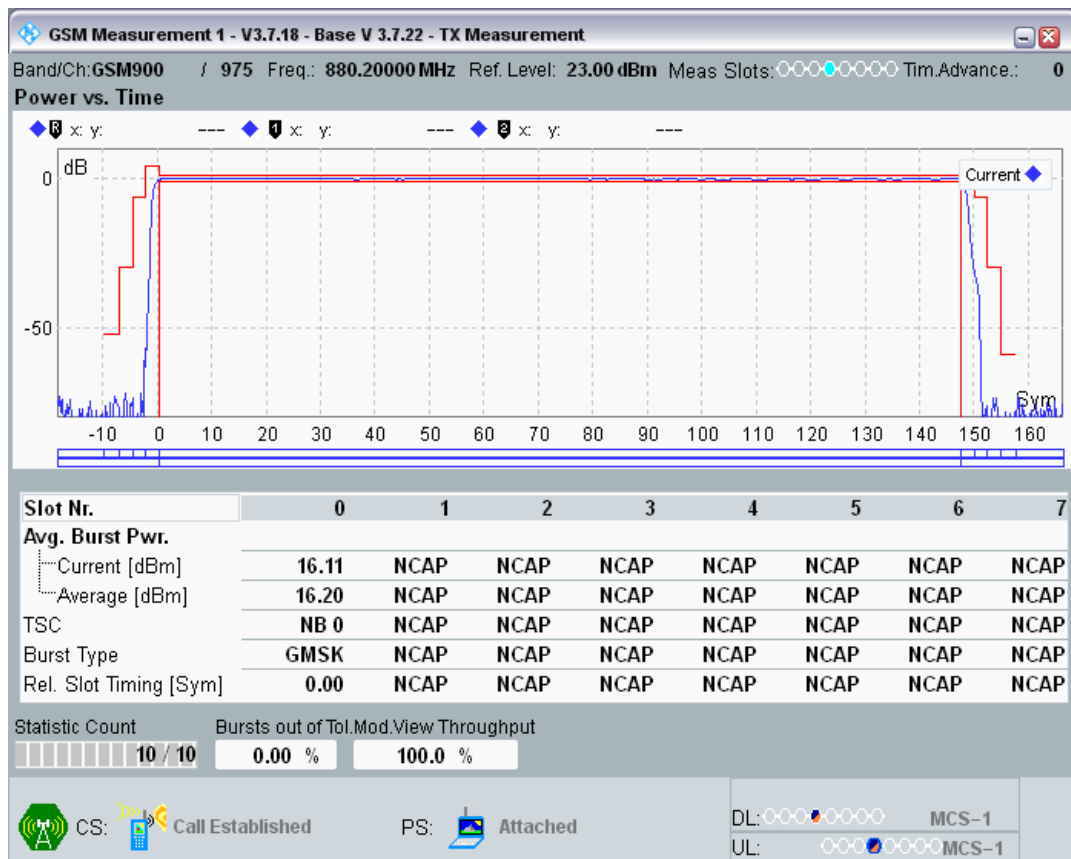 GSM Measurement 1 - V3.7.18 - Base V 3.7.22 - TX Measurement
Band/Ch:GSM900 / 975 Freq.: 880.20000 MHz Ref. Level: 23.00 dBm Meas Slots: Tim.Advance.: 0
Power vs. Time
R x: y: --- 1 x: y: --- 2 x: y: ---
dB
Current
0
-50
Sym
-10 0 10 20 30 40 50 60 70 80 90 100 110 120 130 140 150 160
Slot Nr. 0 1 2 3 4 5 6 7
Avg. Burst Pwr.
Current [dBm] 16.11 NCAP NCAP NCAP NCAP NCAP NCAP NCAP
Average [dBm] 16.20 NCAP NCAP NCAP NCAP NCAP NCAP NCAP
TSC NB 0 NCAP NCAP NCAP NCAP NCAP NCAP NCAP
Burst Type GMSK NCAP NCAP NCAP NCAP NCAP NCAP NCAP
Rel. Slot Timing [Sym] 0.00 NCAP NCAP NCAP NCAP NCAP NCAP NCAP
Statistic Count Bursts out of Tol.Mod.View Throughput
10 / 10 0.00 % 100.0 %
CS: Call Established PS: Attached
DL: MCS-1
UL: MCS-1